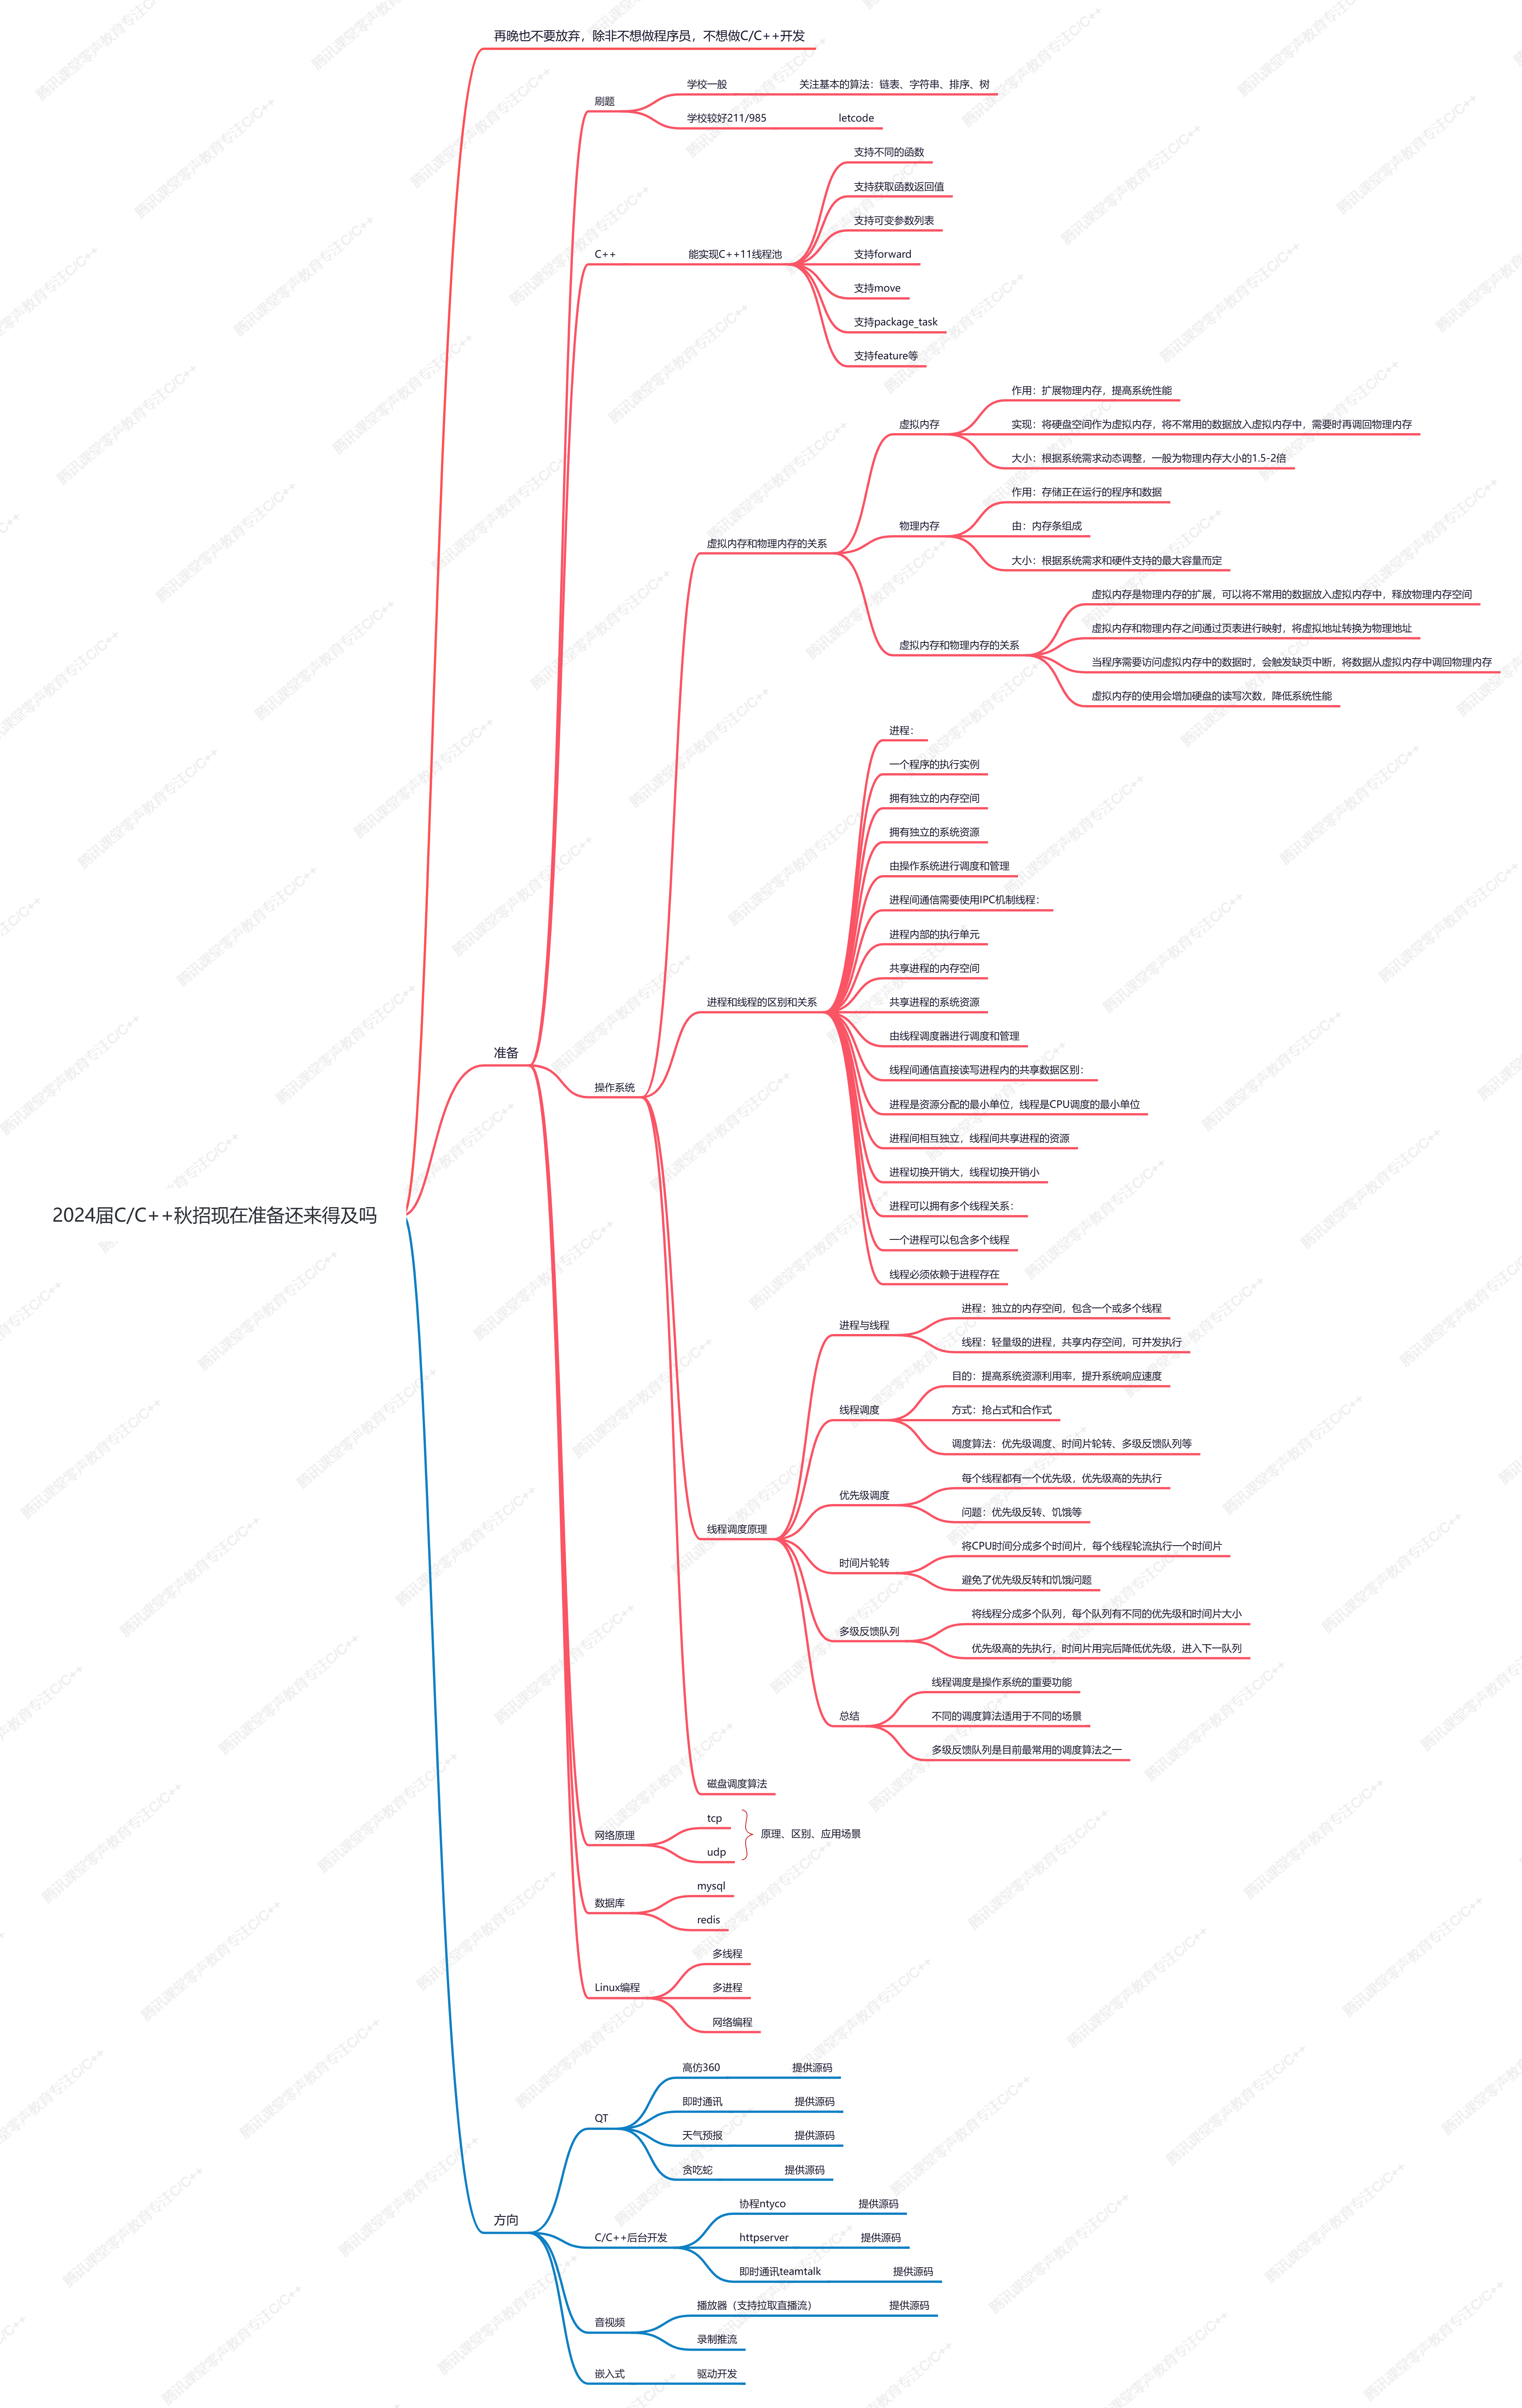 再晚也不要放弃，除非不想做程序员，不想做C/C++开发
刷题
学校一般
关注基本的算法：链表、字符串、排序、树
学校较好211/985
letcode
C++
能实现C++11线程池
支持不同的函数
支持获取函数返回值
支持可变参数列表
支持forward
支持move
支持package_task
支持feature等
虚拟内存和物理内存的关系
虚拟内存
作用：扩展物理内存，提高系统性能
实现：将硬盘空间作为虚拟内存，将不常用的数据放入虚拟内存中，需要时再调回物理内存
大小：根据系统需求动态调整，一般为物理内存大小的1.5-2倍
物理内存
作用：存储正在运行的程序和数据
由：内存条组成
大小：根据系统需求和硬件支持的最大容量而定
虚拟内存和物理内存的关系
虚拟内存是物理内存的扩展，可以将不常用的数据放入虚拟内存中，释放物理内存空间
虚拟内存和物理内存之间通过页表进行映射，将虚拟地址转换为物理地址
当程序需要访问虚拟内存中的数据时，会触发缺页中断，将数据从虚拟内存中调回物理内存
虚拟内存的使用会增加硬盘的读写次数，降低系统性能
进程和线程的区别和关系
进程：
一个程序的执行实例
拥有独立的内存空间
拥有独立的系统资源
由操作系统进行调度和管理
进程间通信需要使用IPC机制线程：
进程内部的执行单元
共享进程的内存空间
共享进程的系统资源
由线程调度器进行调度和管理
线程间通信直接读写进程内的共享数据区别：
进程是资源分配的最小单位，线程是CPU调度的最小单位
进程间相互独立，线程间共享进程的资源
进程切换开销大，线程切换开销小
进程可以拥有多个线程关系：
一个进程可以包含多个线程
线程必须依赖于进程存在
准备
操作系统
2024届C/C++秋招现在准备还来得及吗
线程调度原理
进程与线程
进程：独立的内存空间，包含一个或多个线程
线程：轻量级的进程，共享内存空间，可并发执行
线程调度
目的：提高系统资源利用率，提升系统响应速度
方式：抢占式和合作式
调度算法：优先级调度、时间片轮转、多级反馈队列等
优先级调度
每个线程都有一个优先级，优先级高的先执行
问题：优先级反转、饥饿等
时间片轮转
将CPU时间分成多个时间片，每个线程轮流执行一个时间片
避免了优先级反转和饥饿问题
多级反馈队列
将线程分成多个队列，每个队列有不同的优先级和时间片大小
优先级高的先执行，时间片用完后降低优先级，进入下一队列
总结
线程调度是操作系统的重要功能
不同的调度算法适用于不同的场景
多级反馈队列是目前最常用的调度算法之一
磁盘调度算法
网络原理
tcp
udp
原理、区别、应用场景
数据库
mysql
redis
Linux编程
多线程
多进程
网络编程
方向
QT
高仿360
提供源码
即时通讯
提供源码
天气预报
提供源码
贪吃蛇
提供源码
C/C++后台开发
协程ntyco
提供源码
httpserver
提供源码
即时通讯teamtalk
提供源码
音视频
播放器（支持拉取直播流）
提供源码
录制推流
嵌入式
驱动开发
腾讯课堂零声教育专注C/C++